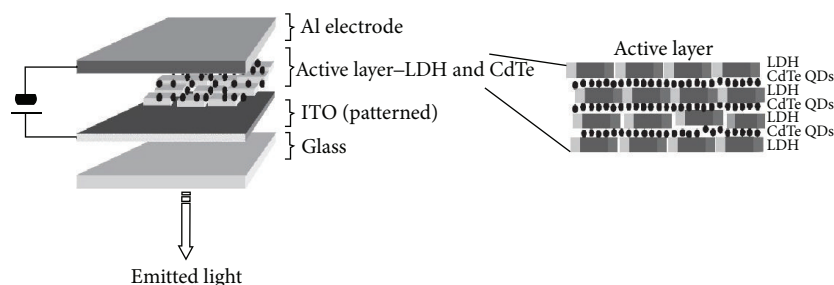 Al electrode
Active layer–LDH and CdTe
ITO (patterned)
Glass
Emitted light
Active layer
LDH
CdTe QDs
LDH
CdTe QDs
LDH
CdTe QDs
LDH